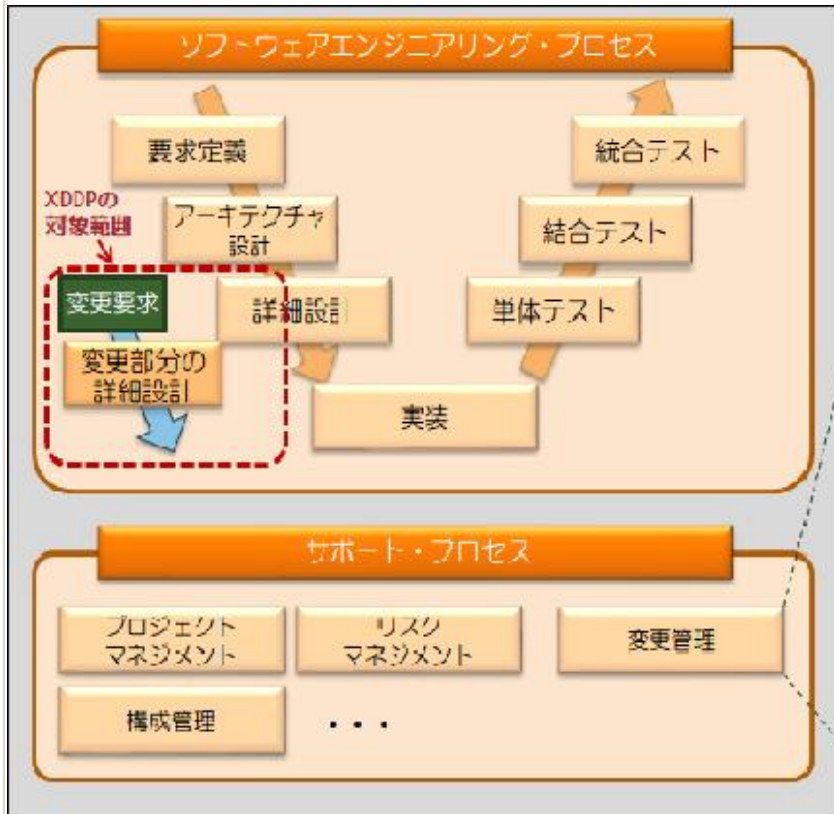 ソフトウェアエンジニアリング・プロセス
要求定義
アーキテクチャ
設計
詳細設計
実装
単体テスト
結合テスト
統合テスト
XDDPの
対象範囲
変更要求
変更部分の
詳細設計
サポート・プロセス
プロジェクト
マネジメント
リスク
マネジメント
変更管理
構成管理
・・・